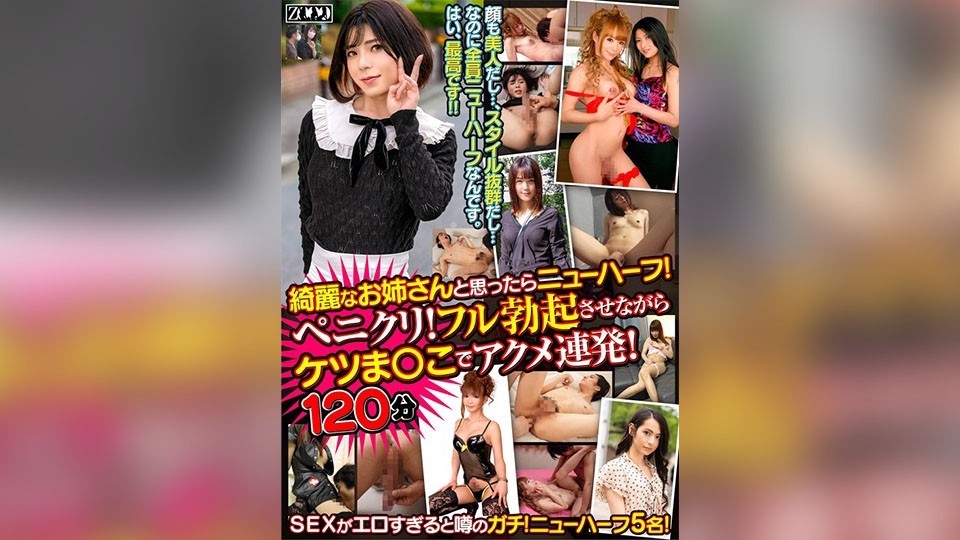 ZOOO
顔も美人だし…、スタイル抜群だし…
なのに全員ニューハーフなんです。
はい、最高です!!
綺麗なお姉さんと思ったらニューハーフ!
ペニクリ!フル勃起させながら
ケツま〇こでアクメ連発!
120分
SEXがエロすぎると噂のガチ!ニューハーフ5名!